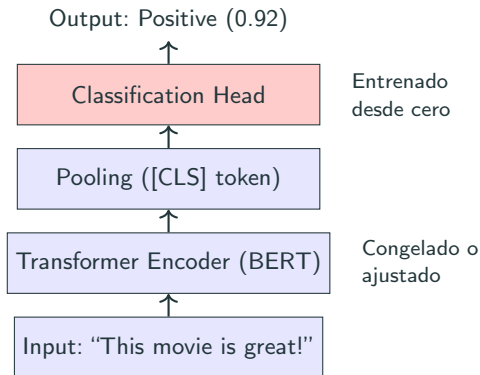 Output: Positive (0.92)
Classification Head
Entrenado
desde cero
Pooling ([CLS] token)
Transformer Encoder (BERT)
Congelado o
ajustado
Input: “This movie is great!”